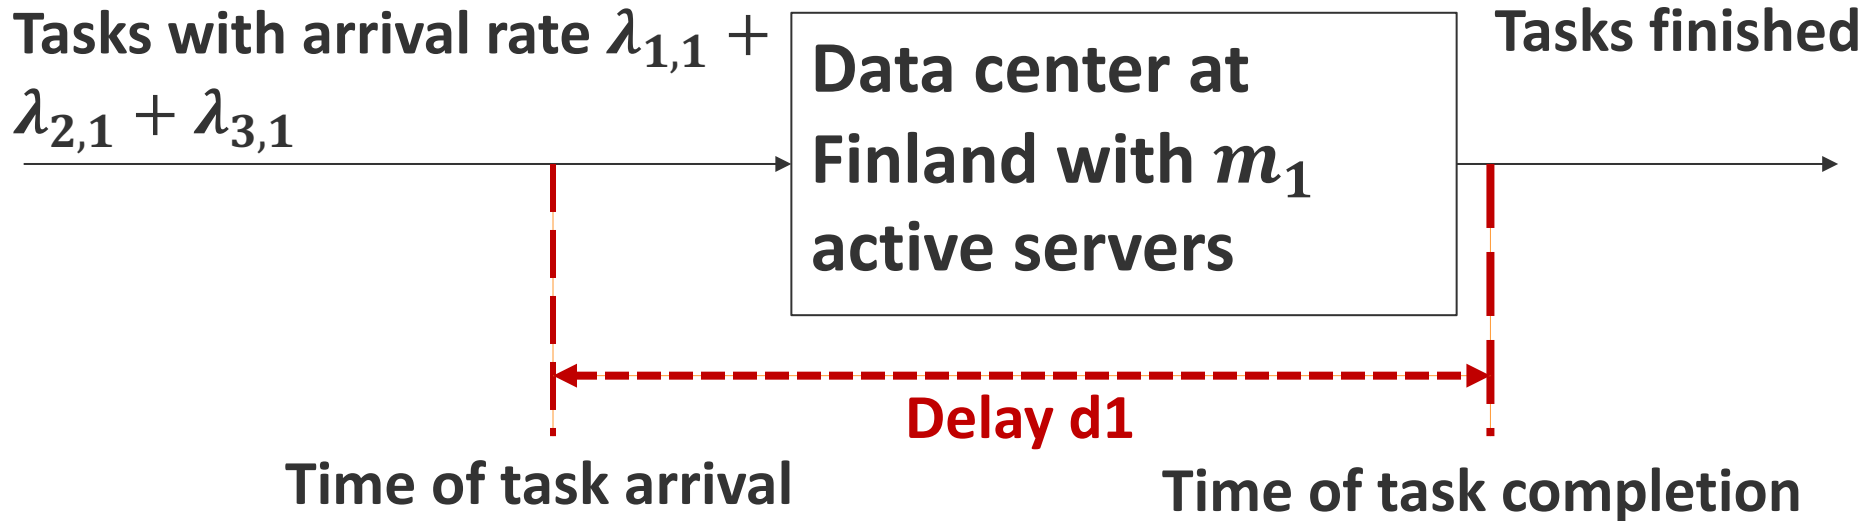 Tasks with arrival rate λ₁,₁ +
λ₂,₁ + λ₃,₁
Data center at
Finland with m₁
active servers
Tasks finished
Delay d1
Time of task arrival
Time of task completion